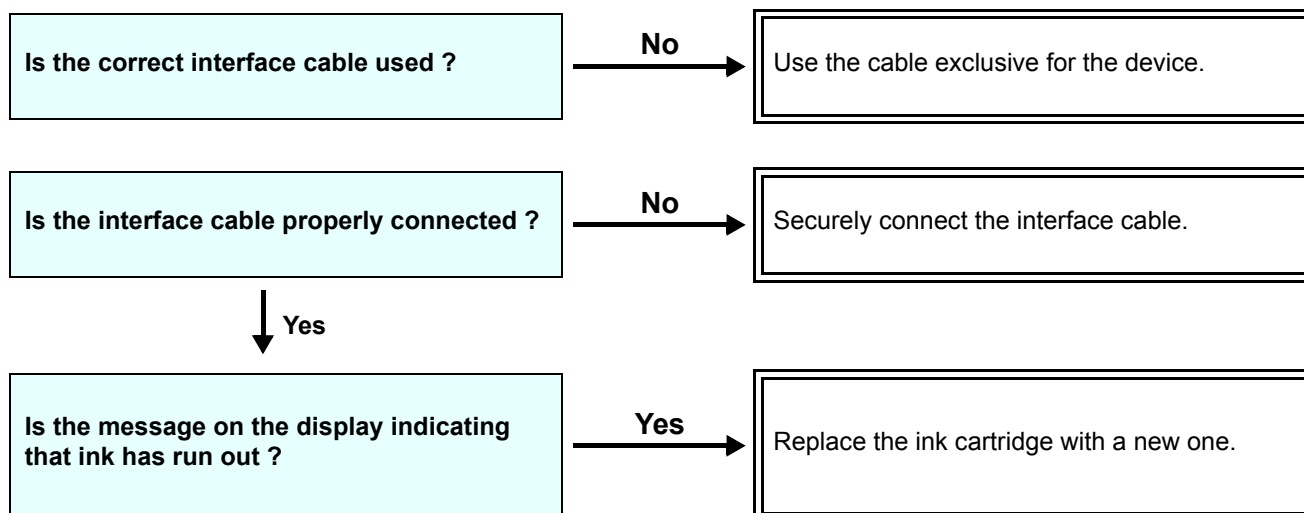 Is the correct interface cable used ?
No
Use the cable exclusive for the device.
Is the interface cable properly connected ?
No
Securely connect the interface cable.
Yes
Is the message on the display indicating
that ink has run out ?
Yes
Replace the ink cartridge with a new one.